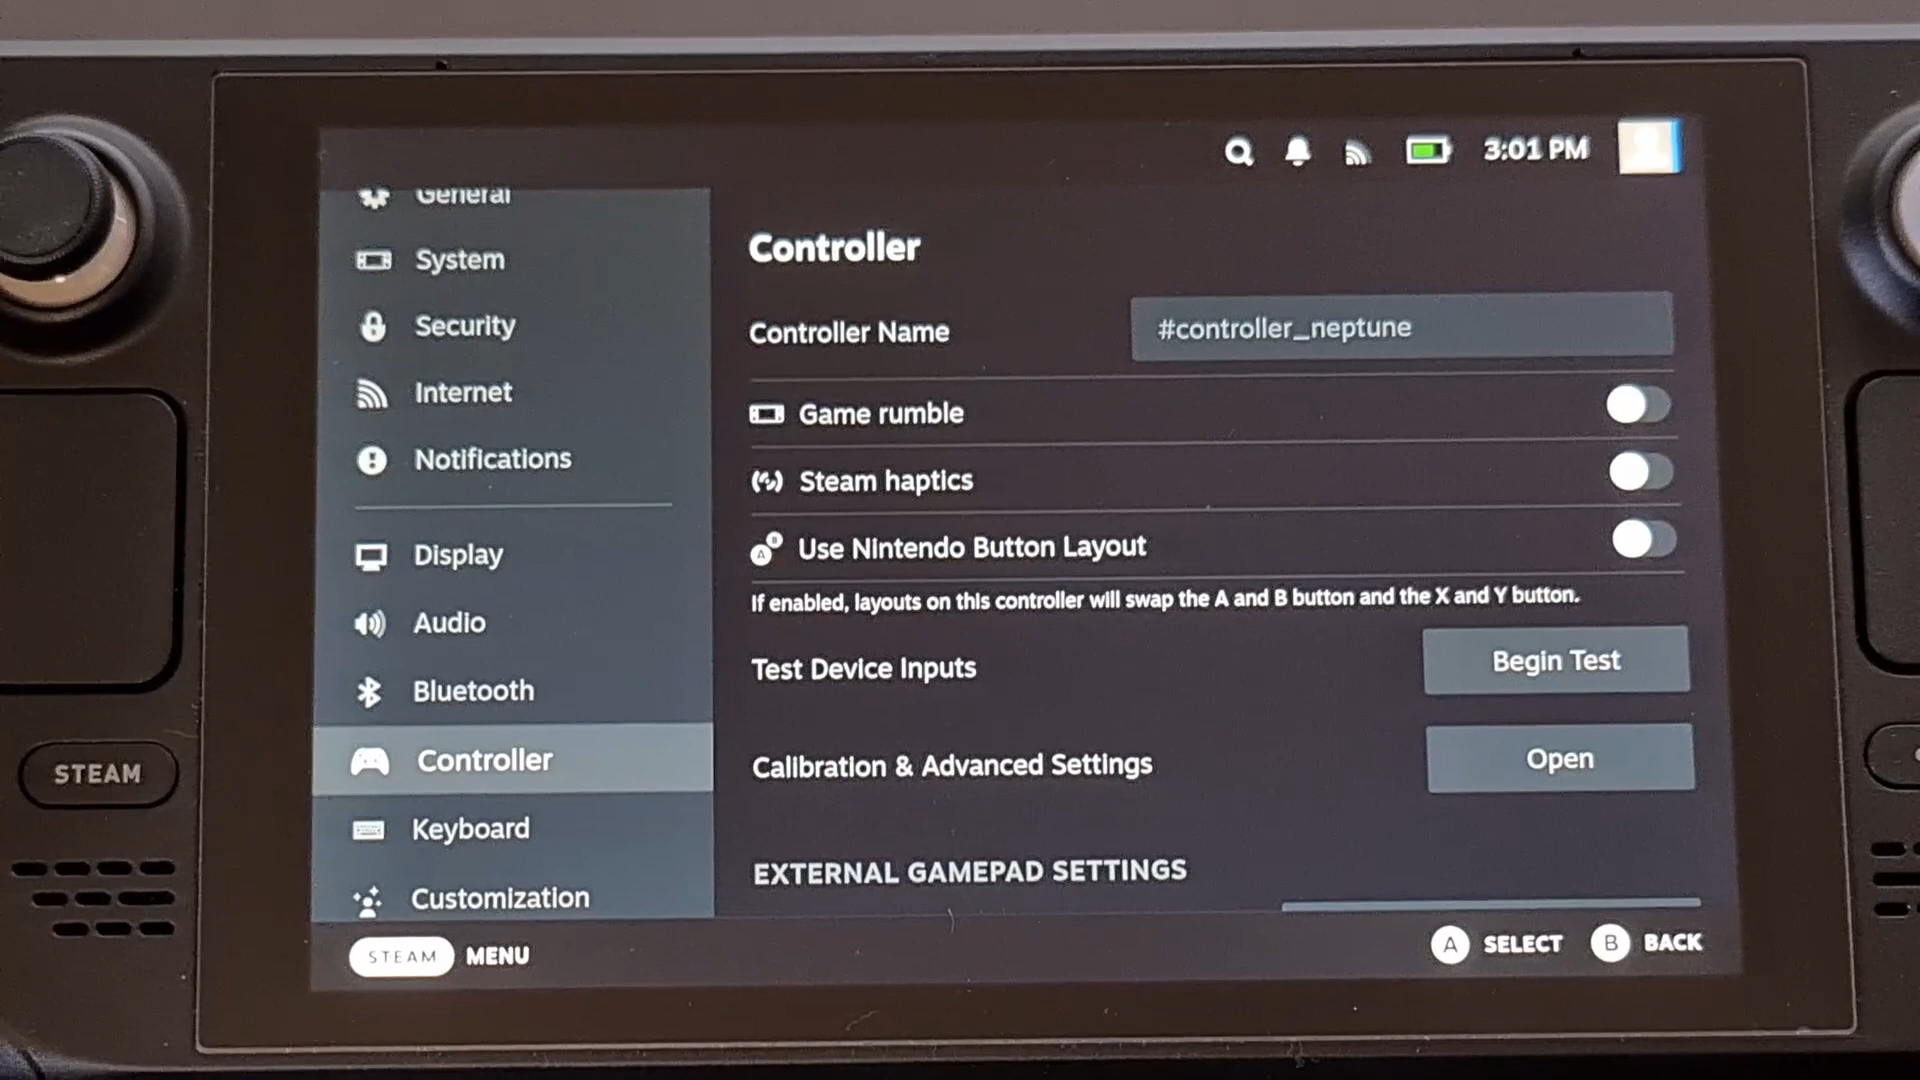 3:01 PM
General
System
Security
Internet
Notifications
Display
Audio
Bluetooth
Controller
Keyboard
Customization
Controller
Controller Name
#controller_neptune
Game rumble
Steam haptics
A B
Use Nintendo Button Layout
If enabled, layouts on this controller will swap the A and B button and the X and Y button.
Test Device Inputs
Begin Test
Calibration & Advanced Settings
Open
EXTERNAL GAMEPAD SETTINGS
STEAM MENU
A SELECT B BACK
STEAM